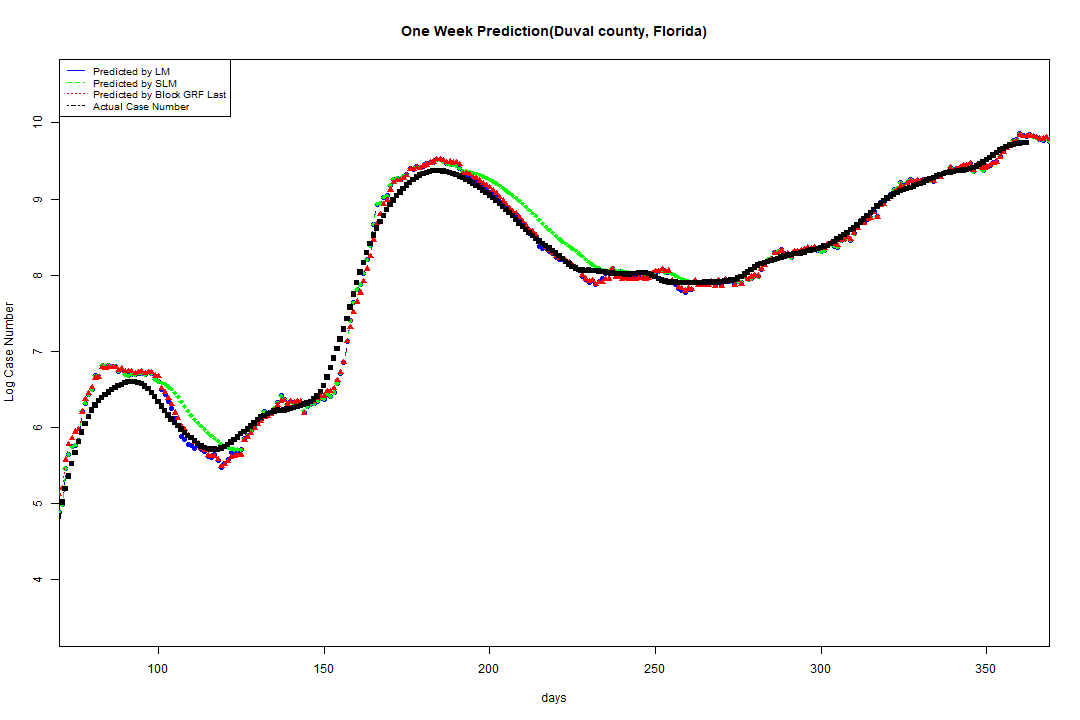 One Week Prediction(Duval county, Florida)
Predicted by LM
Predicted by SLM
Predicted by Block GRF Last
Actual Case Number
10
9
8
7
6
5
4
Log Case Number
100 150 200 250 300 350
days